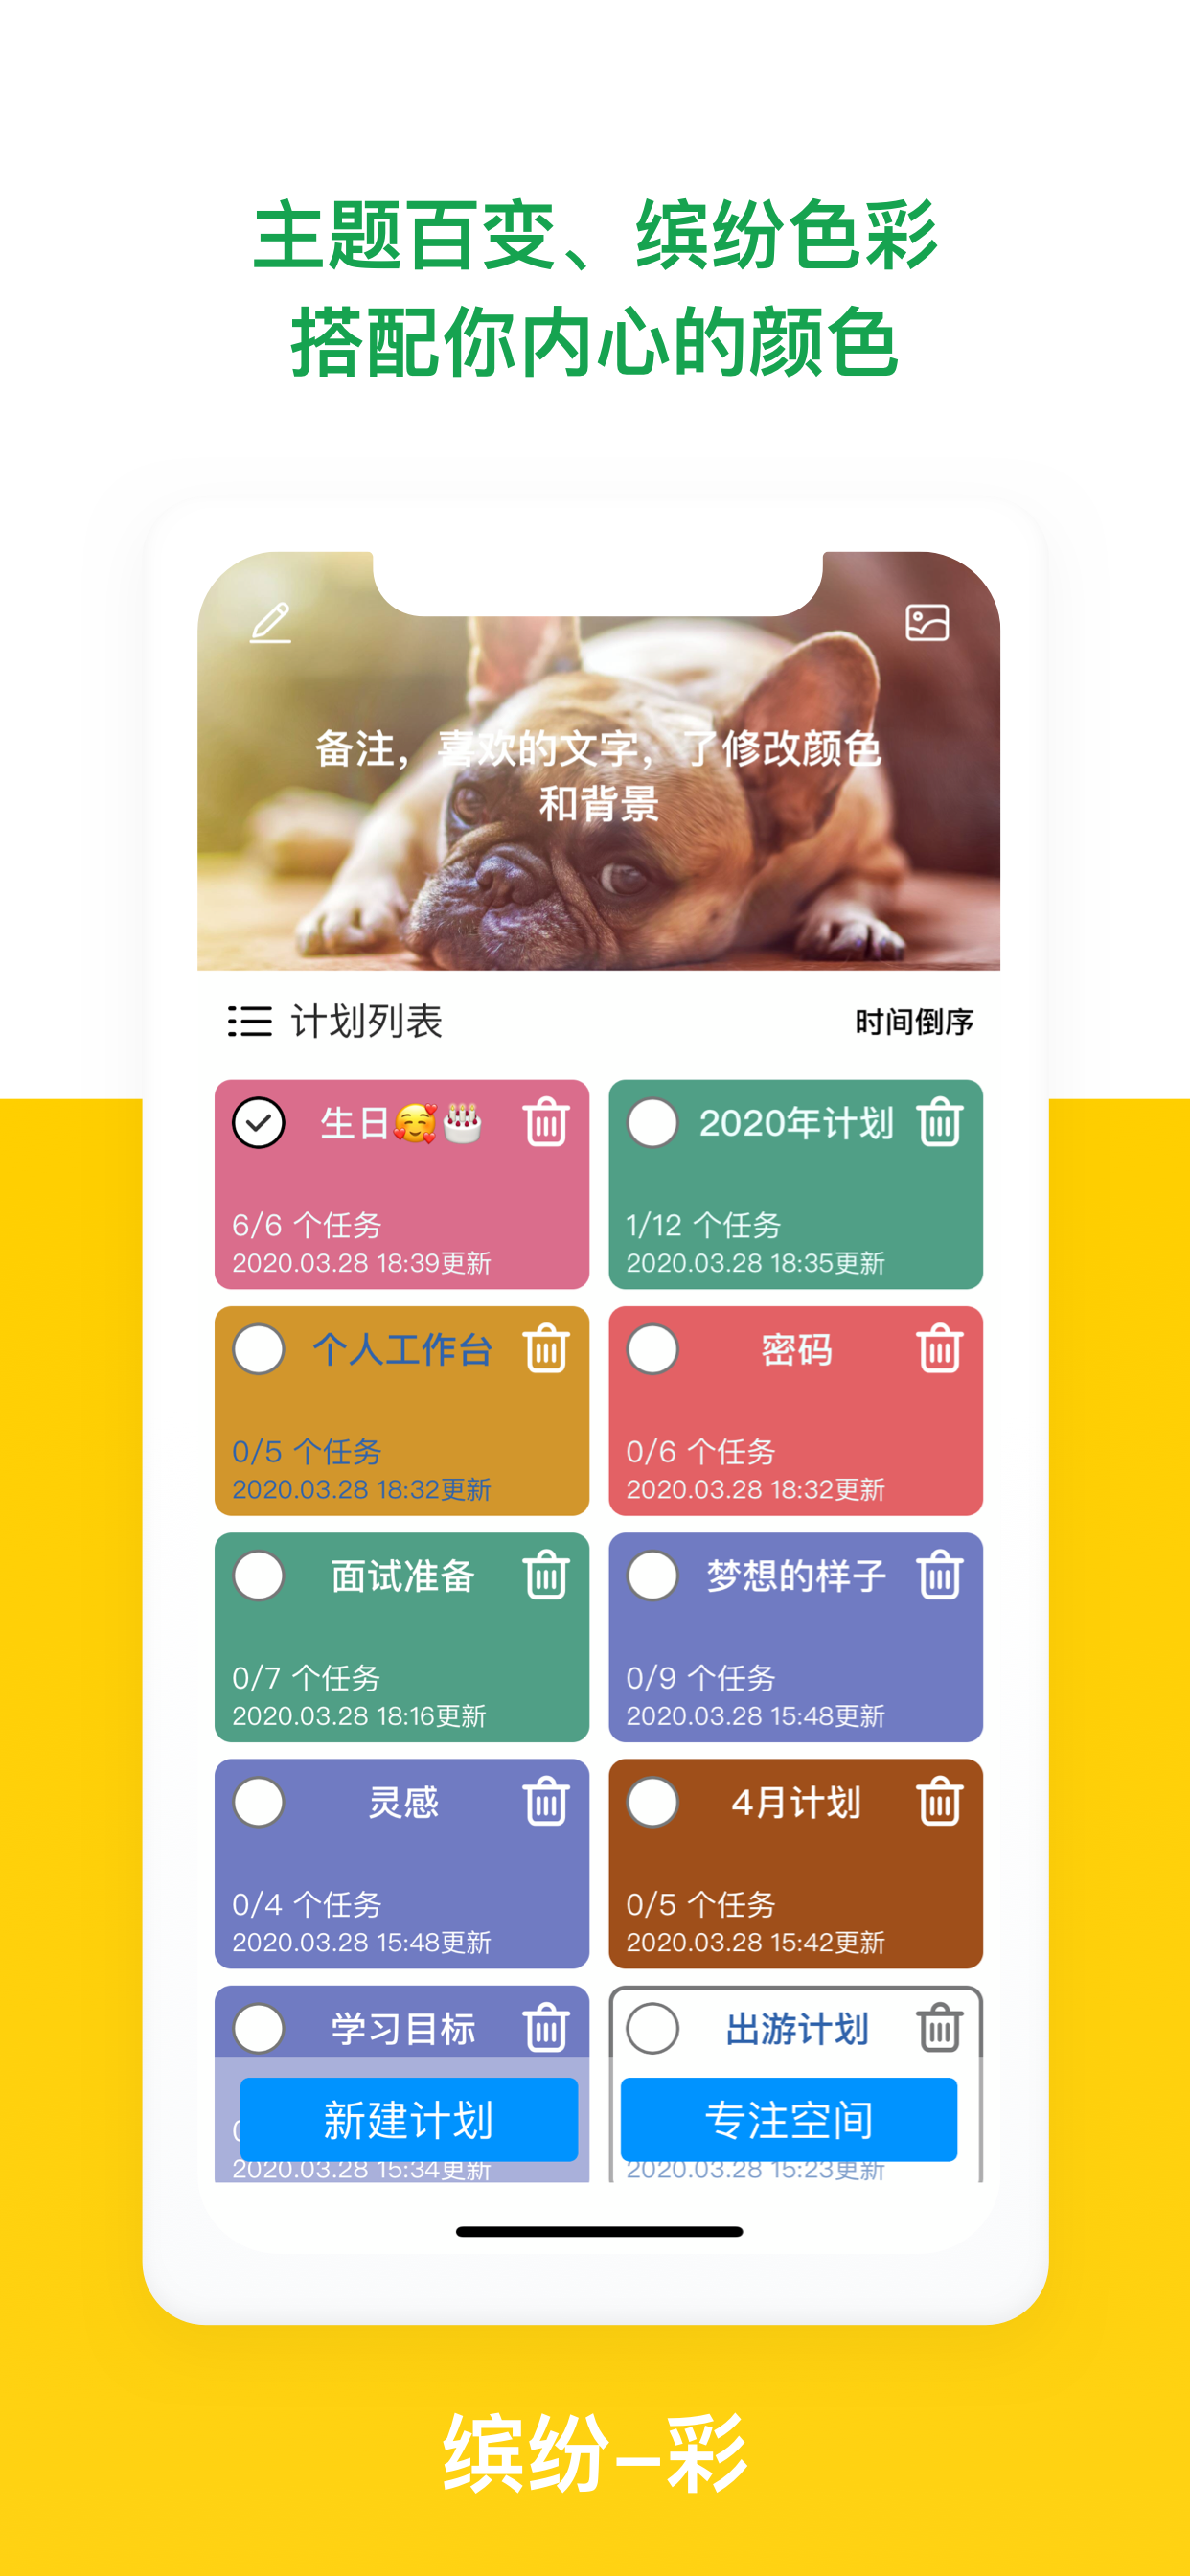 主题百变、缤纷色彩
搭配你内心的颜色
备注，喜欢的文字，了修改颜色
和背景
计划列表
时间倒序
生日🥰🎂
6/6 个任务
2020.03.28 18:39更新
2020年计划
1/12 个任务
2020.03.28 18:35更新
个人工作台
0/5 个任务
2020.03.28 18:32更新
密码
0/6 个任务
2020.03.28 18:32更新
面试准备
0/7 个任务
2020.03.28 18:16更新
梦想的样子
0/9 个任务
2020.03.28 15:48更新
灵感
0/4 个任务
2020.03.28 15:48更新
4月计划
0/5 个任务
2020.03.28 15:42更新
学习目标
2020.03.28 15:34更新
出游计划
2020.03.28 15:23更新
新建计划
专注空间
缤纷-彩